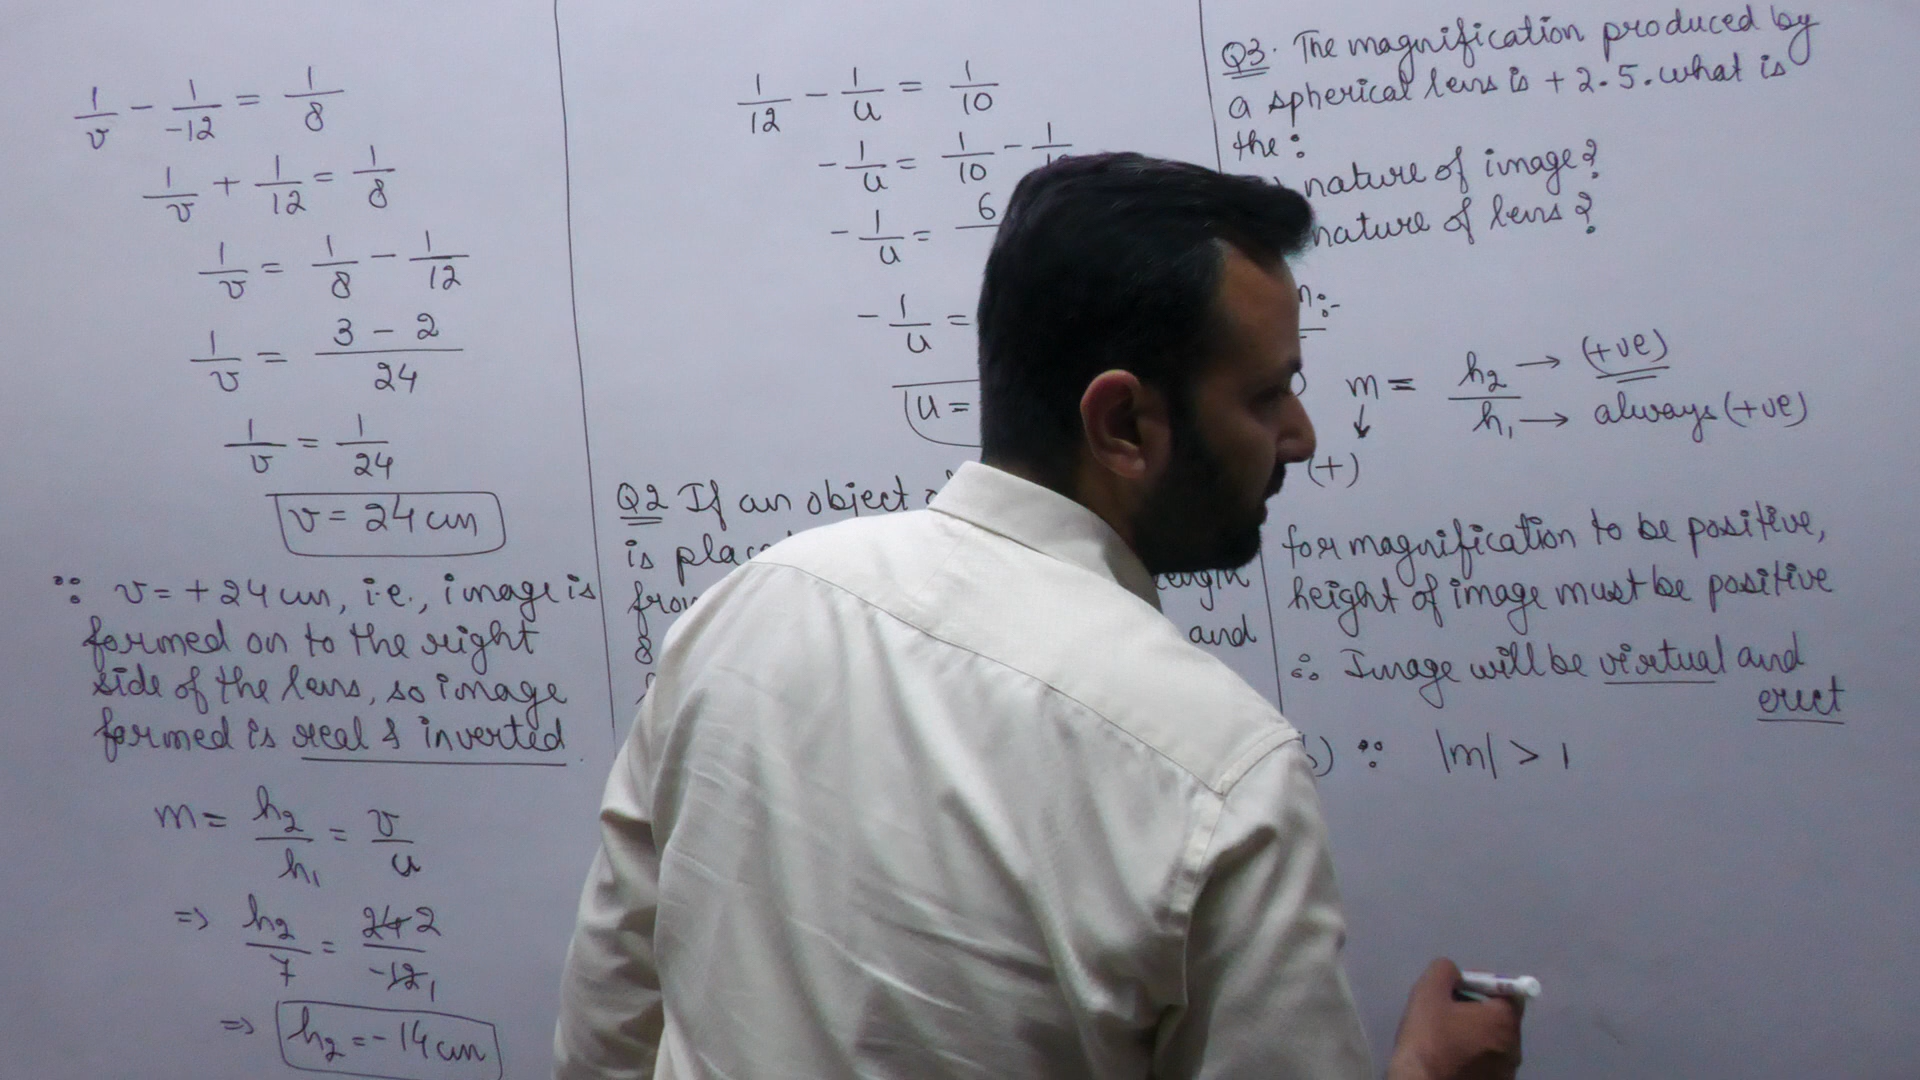 1/v - 1/-12 = 1/8
1/v + 1/12 = 1/8
1/v = 1/8 - 1/12
1/v = 3 - 2/24
1/v = 1/24
v = 24 cm
∵ v = + 24 cm, i.e., image is
formed on to the right
side of the lens, so image
formed is real & inverted
m = h₂/h₁ = v/u
⇒ h₂/7 = 24 2/-12 1
⇒ h₂ = - 14 cm
1/12 - 1/u = 1/10
- 1/u = 1/10 - 1/
- 1/u = 6
- 1/u =
u =
Q2 If an object
is
8 and
Q3. The magnification produced by
a spherical lens is + 2.5. what is
the :
nature of image?
nature of lens?
m = h₂/h₁ → (+ve)
→ always (+ve)
↓
(+)
for magnification to be positive,
height of image must be positive
∴ Image will be virtual and
erect
) ∵ |m| > 1